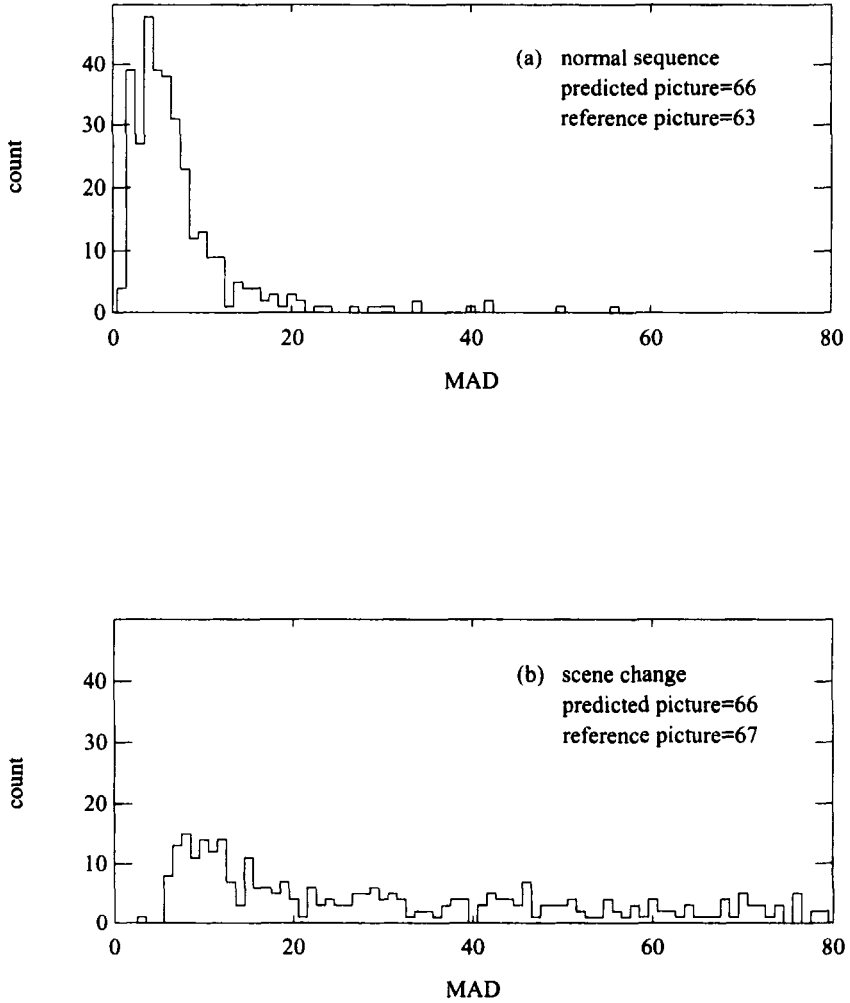 (a) normal sequence
predicted picture=66
reference picture=63
count
40
30
20
10
0
0 20 40 60 80
MAD
(b) scene change
predicted picture=66
reference picture=67
count
40
30
20
10
0
0 20 40 60 80
MAD